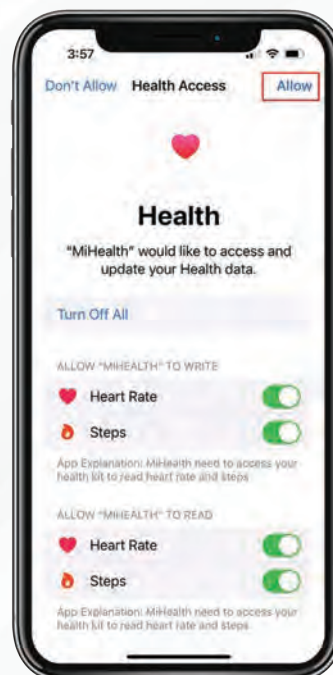 3:57
Don't Allow Health Access Allow
Health
"MiHealth" would like to access and
update your Health data.
Turn Off All
ALLOW "MIHEALTH" TO WRITE
Heart Rate
Steps
App Explanation: MiHealth need to access your
health kit to read heart rate and steps
ALLOW "MIHEALTH" TO READ
Heart Rate
Steps
App Explanation: MiHealth need to access your
health kit to read heart rate and steps